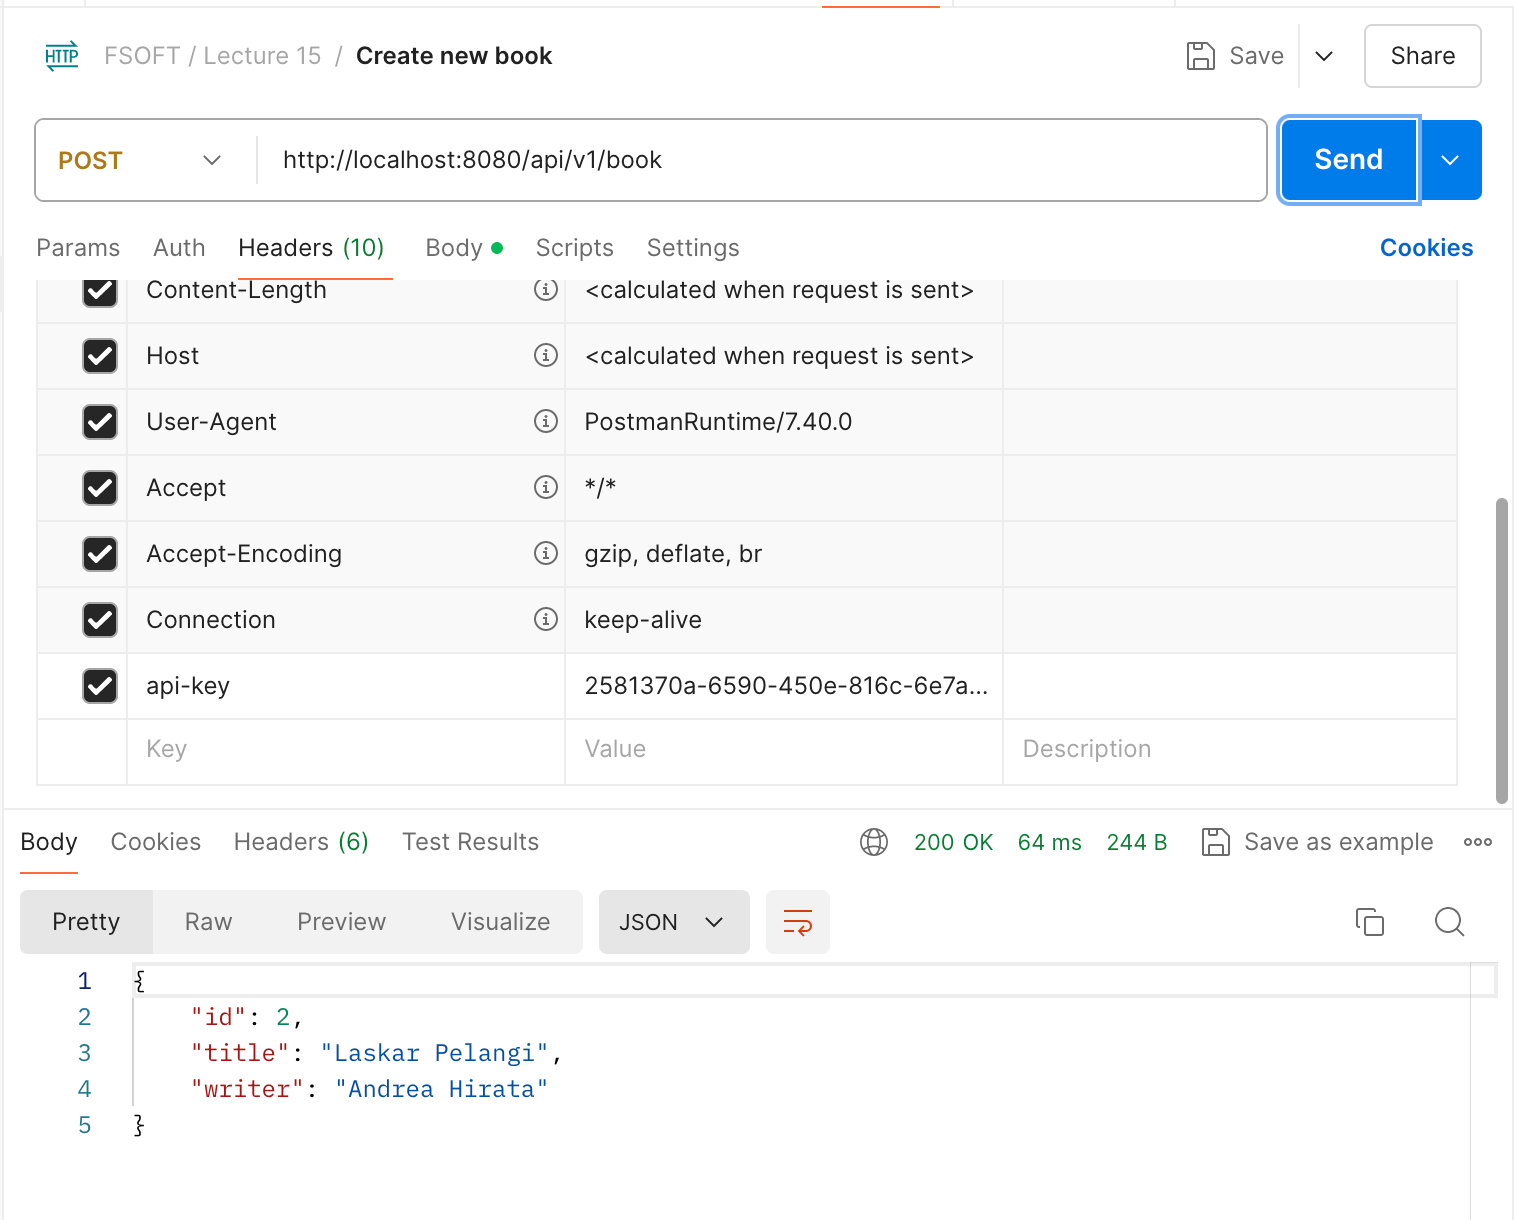 HTTP FSOFT / Lecture 15 / Create new book Save Share
POST http://localhost:8080/api/v1/book Send
Params Auth Headers (10) Body Scripts Settings Cookies
Content-Length <calculated when request is sent>
Host <calculated when request is sent>
User-Agent PostmanRuntime/7.40.0
Accept */*
Accept-Encoding gzip, deflate, br
Connection keep-alive
api-key 2581370a-6590-450e-816c-6e7a...
Key Value Description
Body Cookies Headers (6) Test Results 200 OK 64 ms 244 B Save as example
Pretty Raw Preview Visualize JSON
1 {
2 "id": 2,
3 "title": "Laskar Pelangi",
4 "writer": "Andrea Hirata"
5 }